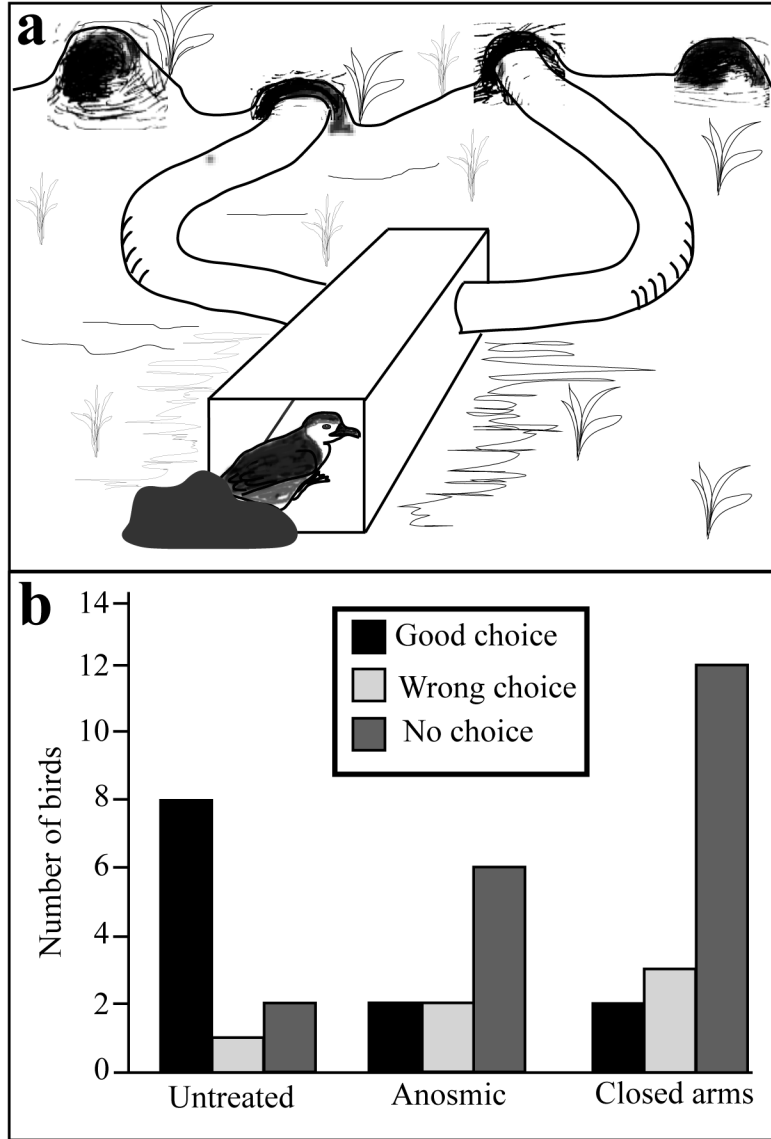 a
b
14
12
10
8
6
4
2
0
Number of birds
Good choice
Wrong choice
No choice
Untreated
Anosmic
Closed arms